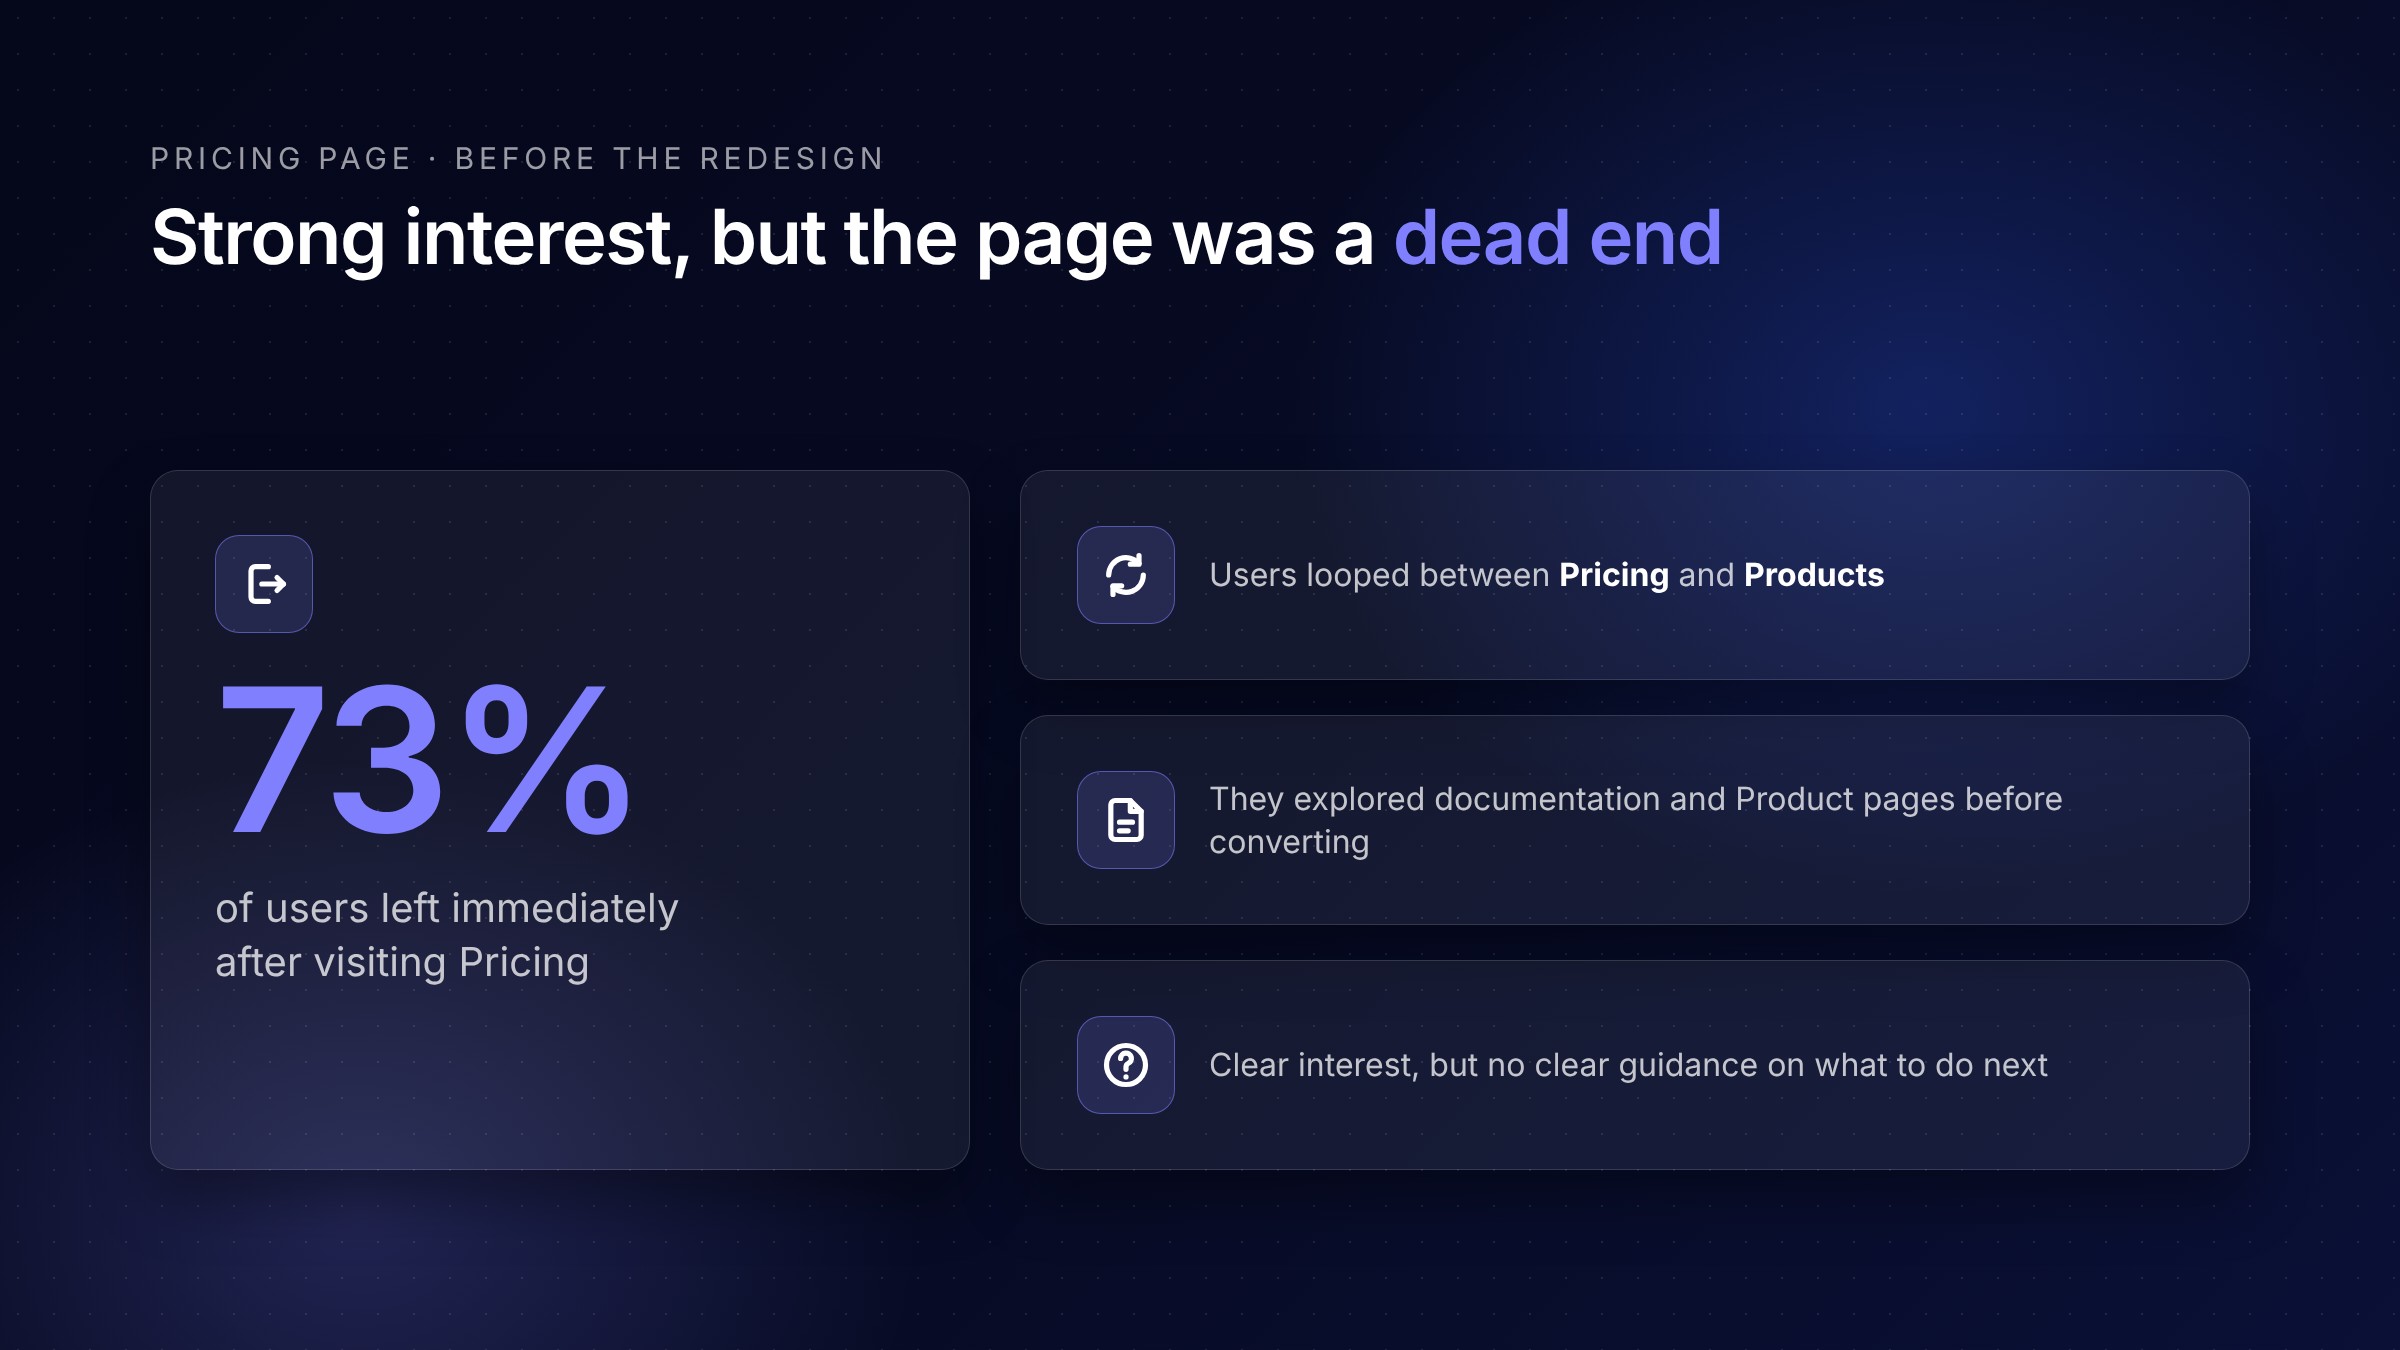 PRICING PAGE · BEFORE THE REDESIGN
Strong interest, but the page was a dead end
73%
of users left immediately
after visiting Pricing
Users looped between Pricing and Products
They explored documentation and Product pages before
converting
Clear interest, but no clear guidance on what to do next